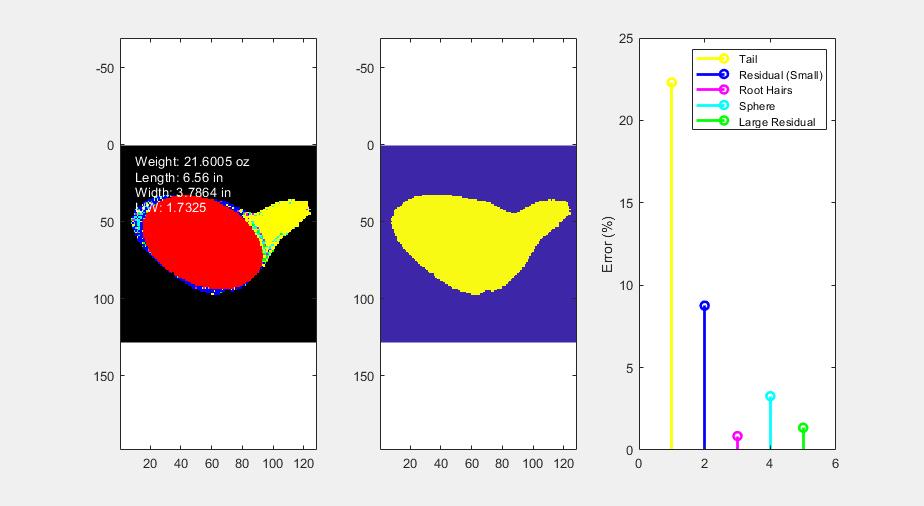 Weight: 21.6005 oz
Length: 6.56 in
Width: 3.7864 in
L/W: 1.7325
-50
0
50
100
150
20 40 60 80 100 120
-50
0
50
100
150
20 40 60 80 100 120
Error (%)
25
20
15
10
5
0
0 2 4 6
Tail
Residual (Small)
Root Hairs
Sphere
Large Residual